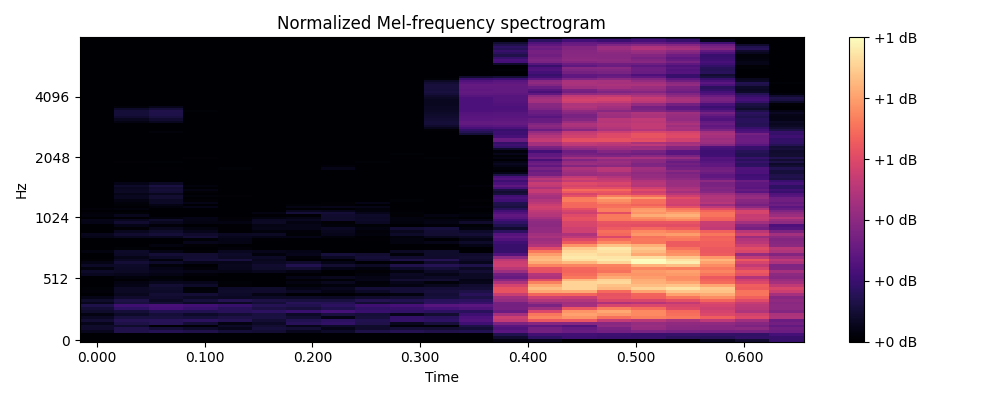 Normalized Mel-frequency spectrogram
Hz
4096
2048
1024
512
0
0.000 0.100 0.200 0.300 0.400 0.500 0.600
Time
+1 dB
+1 dB
+1 dB
+0 dB
+0 dB
+0 dB